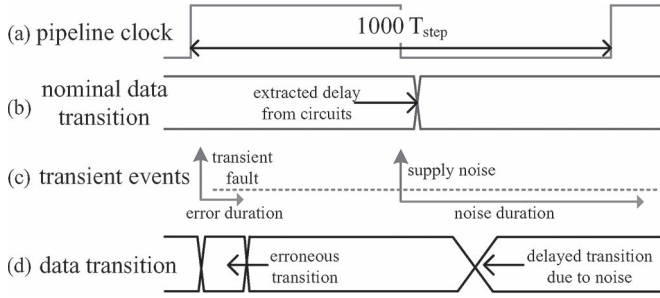 (a) pipeline clock
1000 Tstep
(b) nominal data
transition
extracted delay
from circuits
(c) transient events
transient
fault
error duration
supply noise
noise duration
(d) data transition
erroneous
transition
delayed transition
due to noise